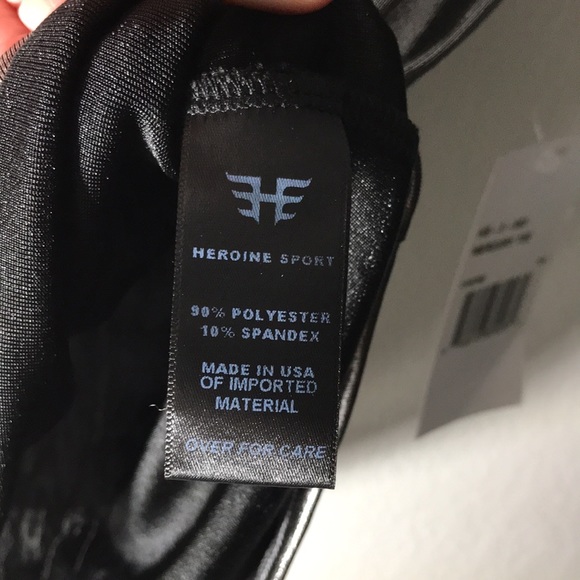 HEROINE SPORT
90% POLYESTER
10% SPANDEX
MADE IN USA
OF IMPORTED
MATERIAL
OVER FOR CARE